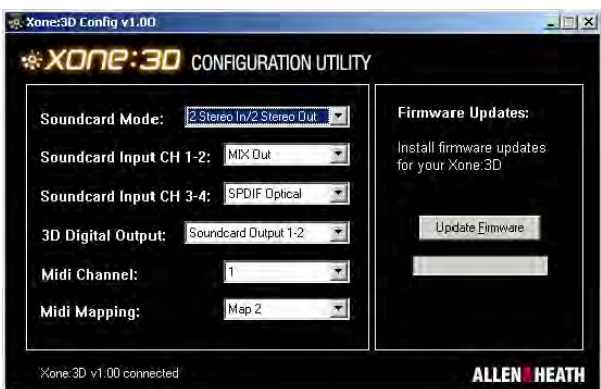 Xone:3D Config v1.00
XONE:3D CONFIGURATION UTILITY
Soundcard Mode: 2 Stereo In/2 Stereo Out
Soundcard Input CH 1-2: MIX Out
Soundcard Input CH 3-4: SPDIF Optical
3D Digital Output: Soundcard Output 1-2
Midi Channel: 1
Midi Mapping: Map 2
Firmware Updates:
Install firmware updates
for your Xone:3D
Update Firmware
Xone:3D v1.00 connected
ALLEN&HEATH